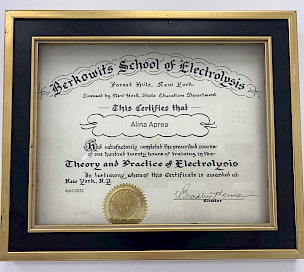 Berkowits School of Electrolysis
Forest Hills, New York
Licensed by New York State Education Department
This Certifies that
Alina Aprea
Has satisfactorily completed the prescribed course
of one hundred twenty hours of training in the
Theory and Practice of Electrolysis
In testimony whereof this Certificate is awarded at
New York, N.Y.
April 2022